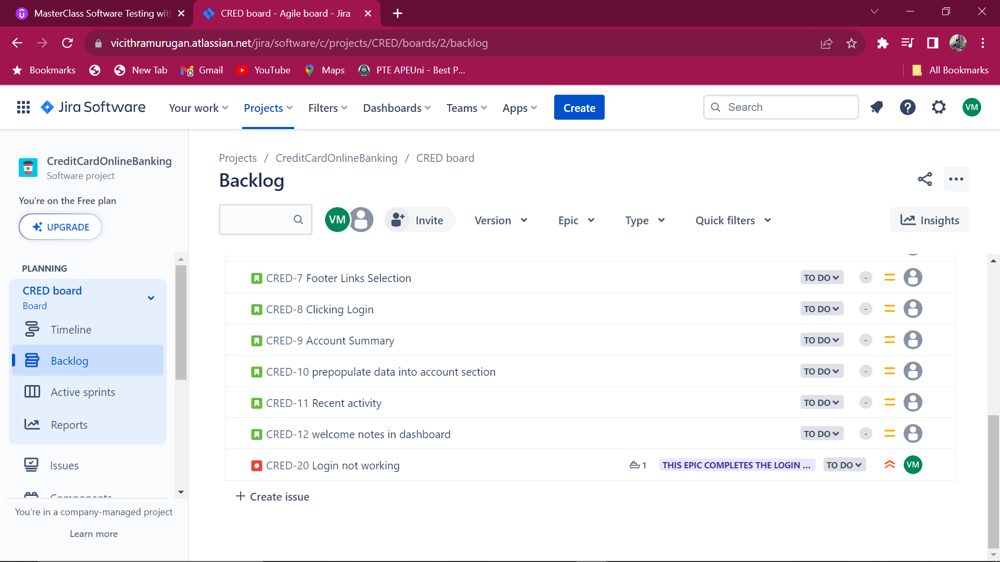 MasterClass Software Testing wit
CRED board - Agile board - Jira
vicithramurugan.atlassian.net/jira/software/c/projects/CRED/boards/2/backlog
Bookmarks
New Tab
Gmail
YouTube
Maps
PTE APEUni - Best P...
All Bookmarks
Jira Software
Your work
Projects
Filters
Dashboards
Teams
Apps
Create
Search
VM
CreditCardOnlineBanking
Software project
You're on the Free plan
UPGRADE
PLANNING
CRED board
Board
Timeline
Backlog
Active sprints
Reports
Issues
Components
You're in a company-managed project
Learn more
Projects / CreditCardOnlineBanking / CRED board
Backlog
VM
Invite
Version
Epic
Type
Quick filters
Insights
CRED-7 Footer Links Selection TO DO -
CRED-8 Clicking Login TO DO -
CRED-9 Account Summary TO DO -
CRED-10 prepopulate data into account section TO DO -
CRED-11 Recent activity TO DO -
CRED-12 welcome notes in dashboard TO DO -
CRED-20 Login not working 1 THIS EPIC COMPLETES THE LOGIN ... TO DO VM
+ Create issue